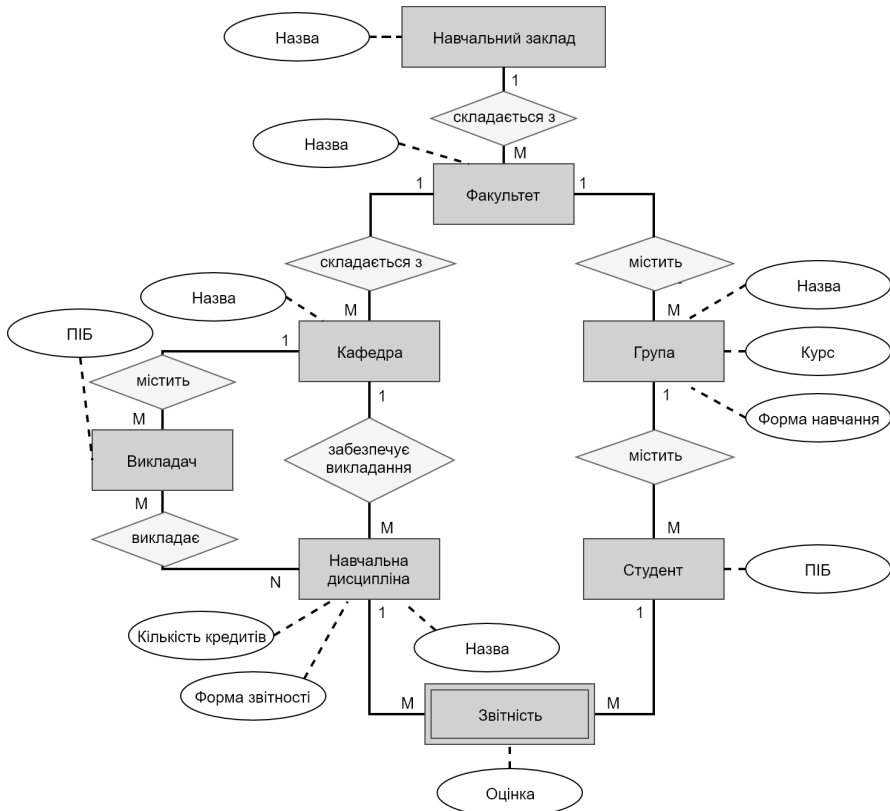 Назва
Навчальний заклад
1
складається з
М
Назва
1
Факультет
1
складається з
містить
Назва
М
М
Назва
ПІБ
1
Кафедра
Група
Курс
містить
1
1
Форма навчання
М
Викладач
забезпечує
викладання
містить
М
викладає
М
М
N
Навчальна
дисципліна
Студент
ПІБ
1
1
Кількість кредитів
Назва
Форма звітності
М
Звітність
М
Оцінка